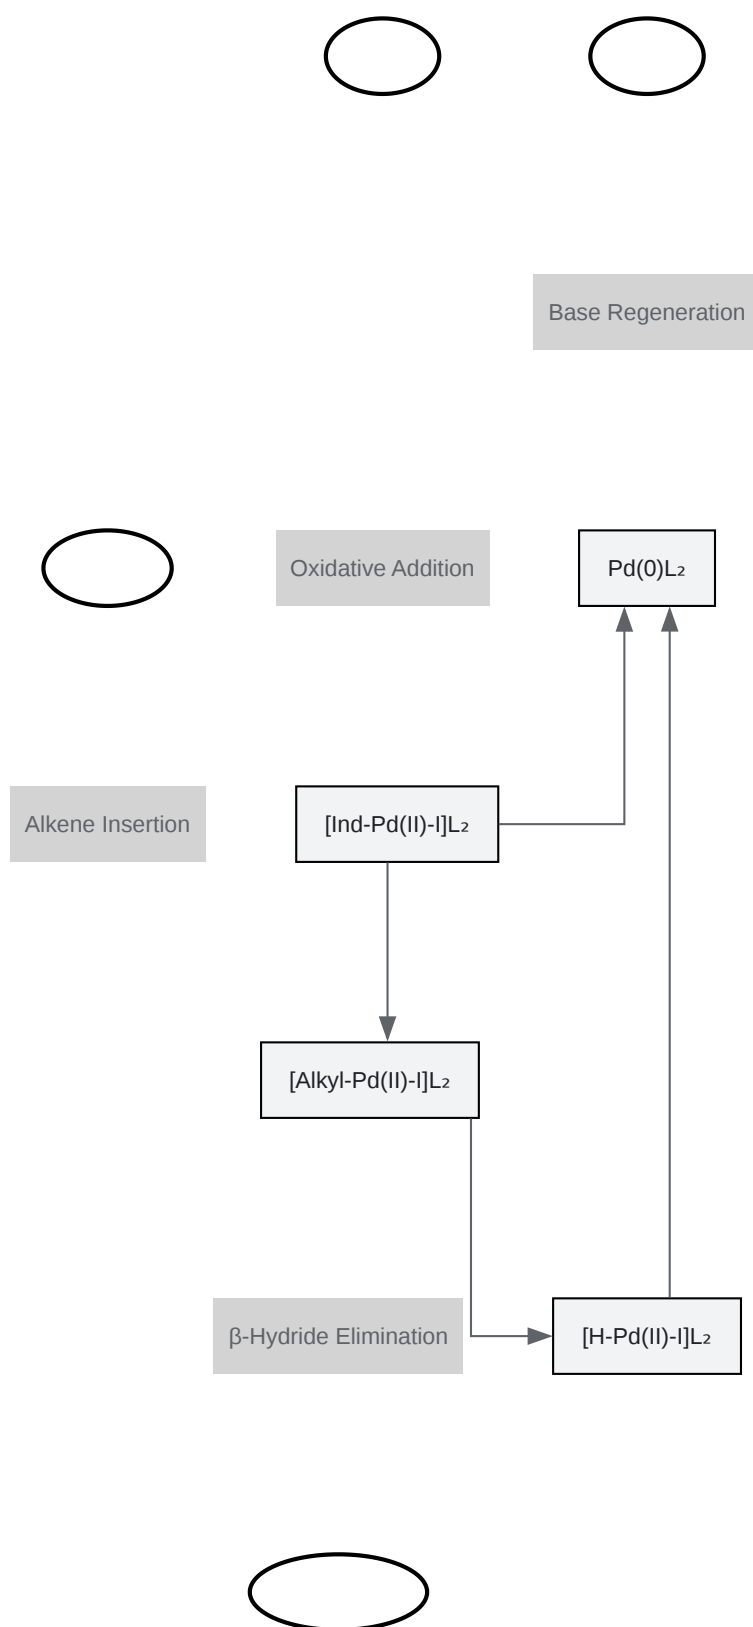 Base Regeneration
Oxidative Addition
Pd(0)L₂
Alkene Insertion
[Ind-Pd(II)-I]L₂
[Alkyl-Pd(II)-I]L₂
β-Hydride Elimination
[H-Pd(II)-I]L₂